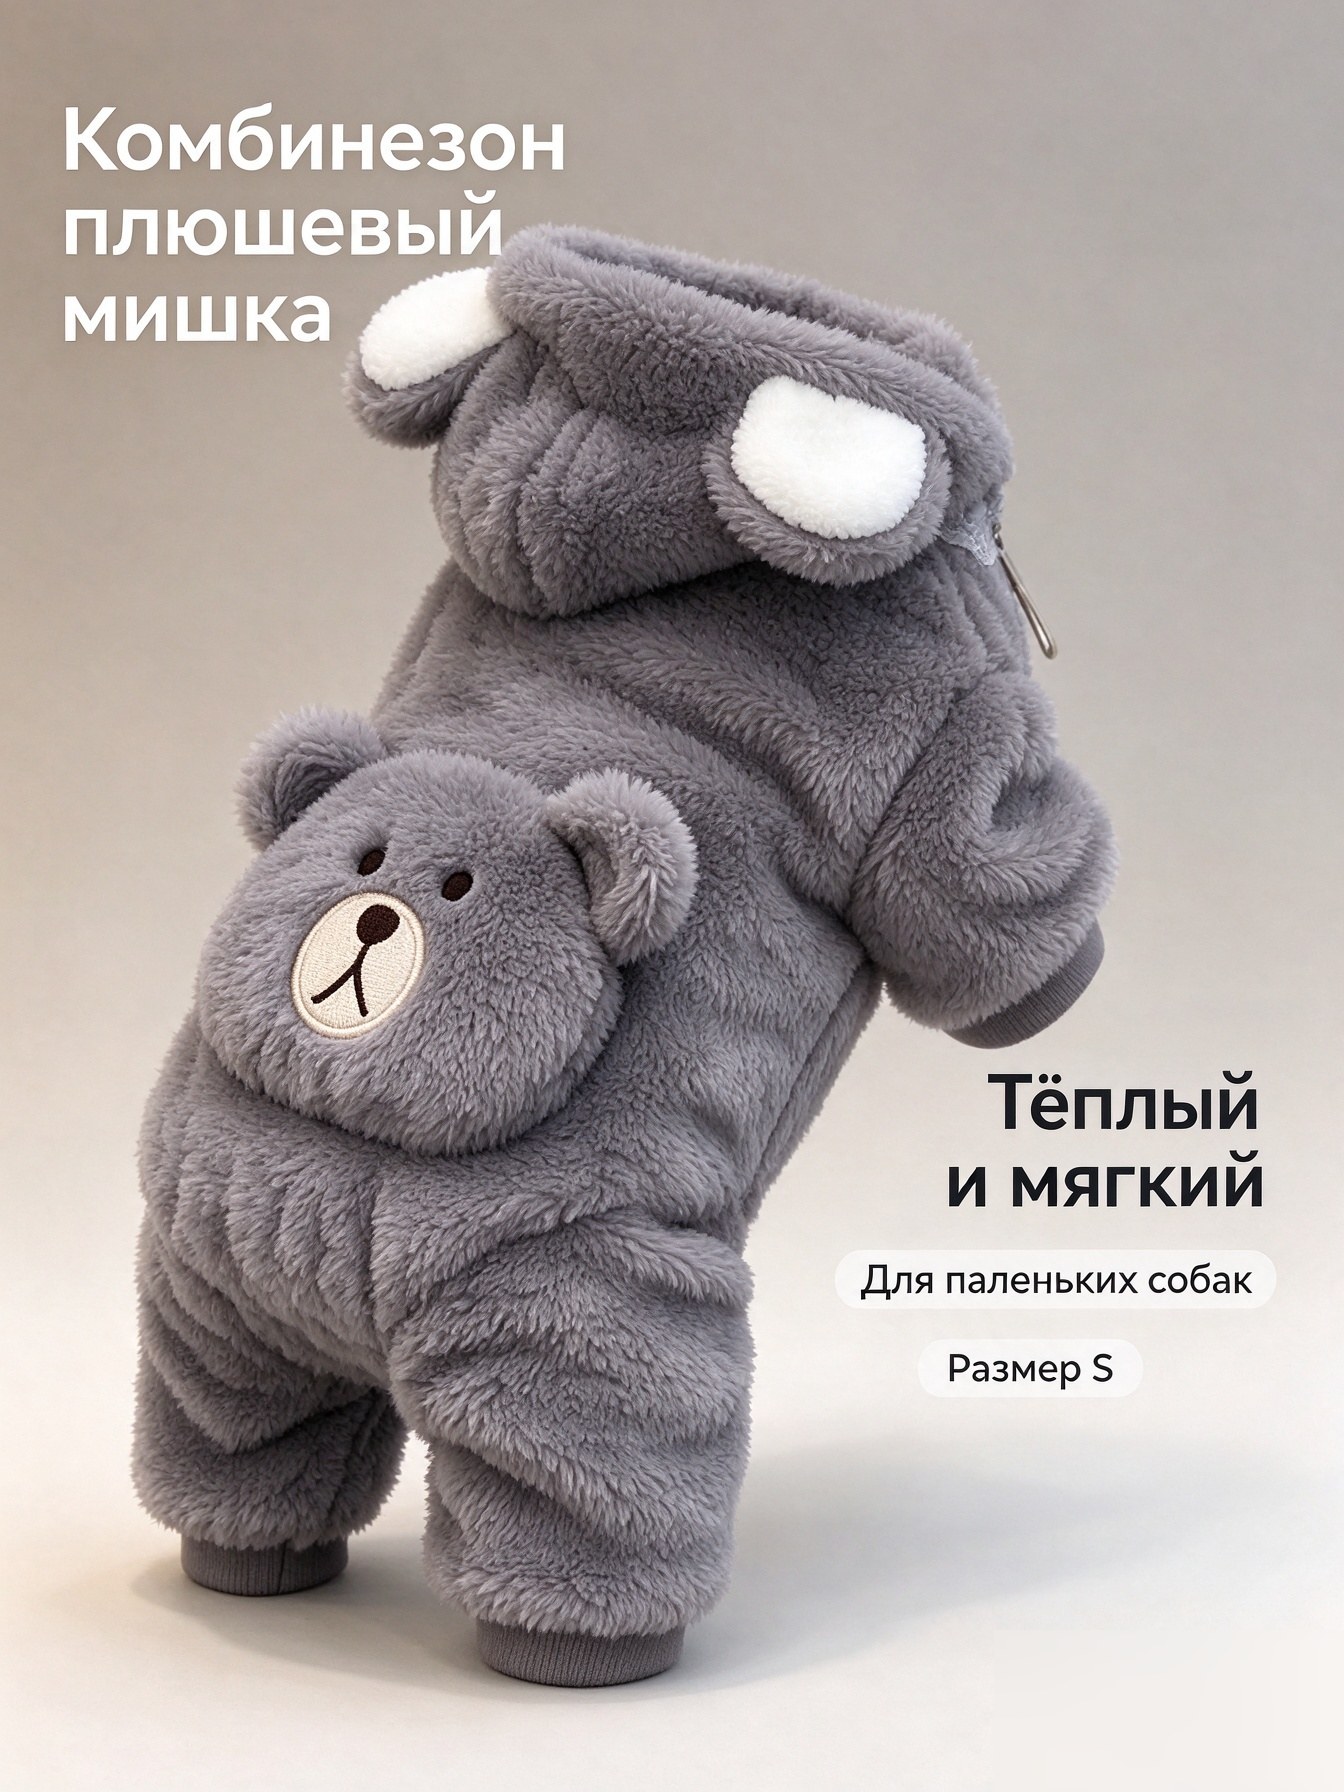 Комбинезон
плюшевый
мишка
Тёплый
и мягкий
Для паленьких собак
Размер S